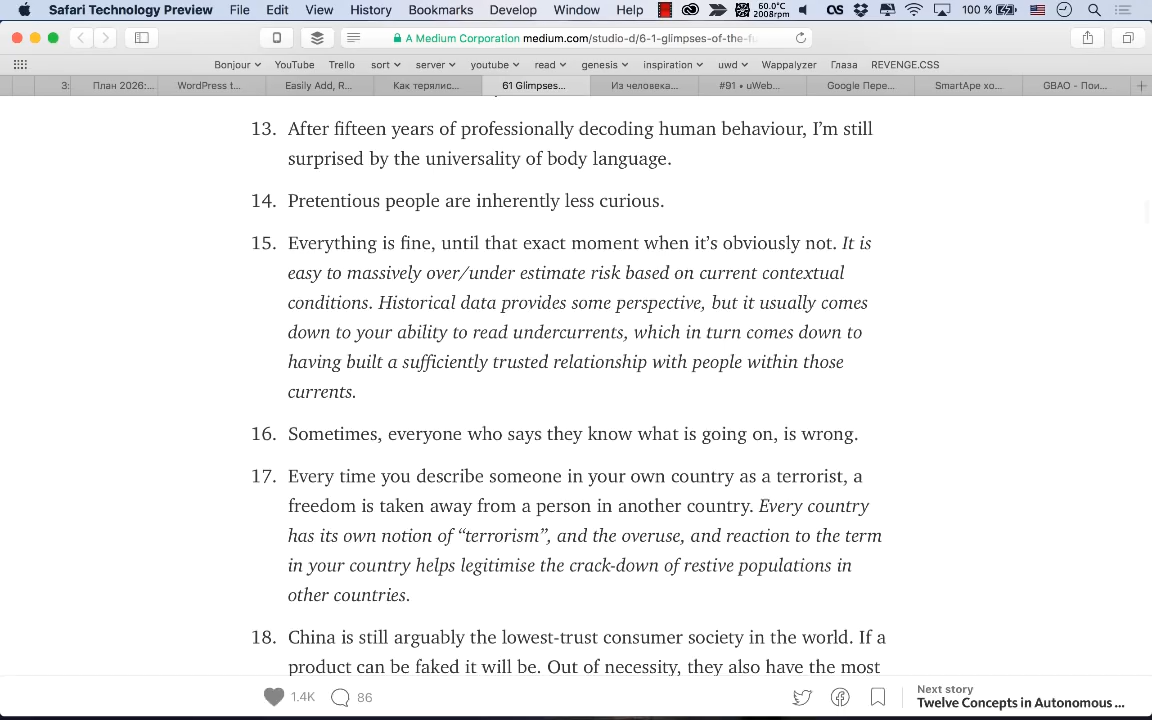 Safari Technology Preview File Edit View History Bookmarks Develop Window Help 60.0°C 2008rpm 100 %
A Medium Corporation medium.com/studio-d/6-1-glimpses-of-the-fu
Bonjour YouTube Trello sort server youtube read genesis inspiration uwd Wappalyzer Глаза REVENGE.CSS
3: План 2026:... WordPress t... Easily Add, R... Как терялис... 61 Glimpses... Из человека... #91 • uWeb... Google Пере... SmartApe хо... GBAO - Пои...
13. After fifteen years of professionally decoding human behaviour, I’m still
surprised by the universality of body language.
14. Pretentious people are inherently less curious.
15. Everything is fine, until that exact moment when it’s obviously not. It is
easy to massively over/under estimate risk based on current contextual
conditions. Historical data provides some perspective, but it usually comes
down to your ability to read undercurrents, which in turn comes down to
having built a sufficiently trusted relationship with people within those
currents.
16. Sometimes, everyone who says they know what is going on, is wrong.
17. Every time you describe someone in your own country as a terrorist, a
freedom is taken away from a person in another country. Every country
has its own notion of “terrorism”, and the overuse, and reaction to the term
in your country helps legitimise the crack-down of restive populations in
other countries.
18. China is still arguably the lowest-trust consumer society in the world. If a
product can be faked it will be. Out of necessity, they also have the most
1.4K 86
Next story
Twelve Concepts in Autonomous ...